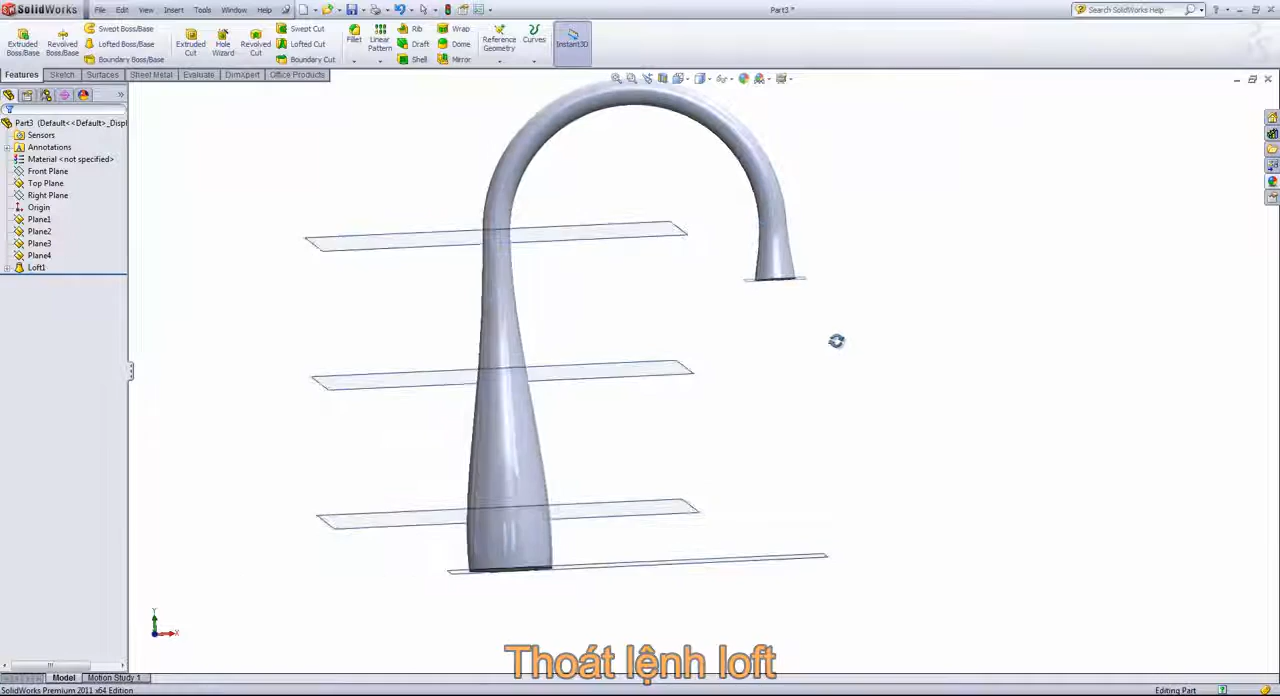 SolidWorks File Edit View Insert Tools Window Help Part3 * Search SolidWorks Help
Extruded Boss/Base
Revolved Boss/Base
Swept Boss/Base
Lofted Boss/Base
Boundary Boss/Base
Extruded Cut
Hole Wizard
Revolved Cut
Swept Cut
Lofted Cut
Boundary Cut
Fillet
Linear Pattern
Rib
Draft
Shell
Wrap
Dome
Mirror
Reference Geometry
Curves
Instant3D
Features Sketch Surfaces Sheet Metal Evaluate DimXpert Office Products
Part3 (Default<<Default>_Displ
Sensors
Annotations
Material <not specified>
Front Plane
Top Plane
Right Plane
Origin
Plane1
Plane2
Plane3
Plane4
Loft1
Y
X
Thoát lệnh loft
Model Motion Study 1
SolidWorks Premium 2011 x64 Edition Editing Part